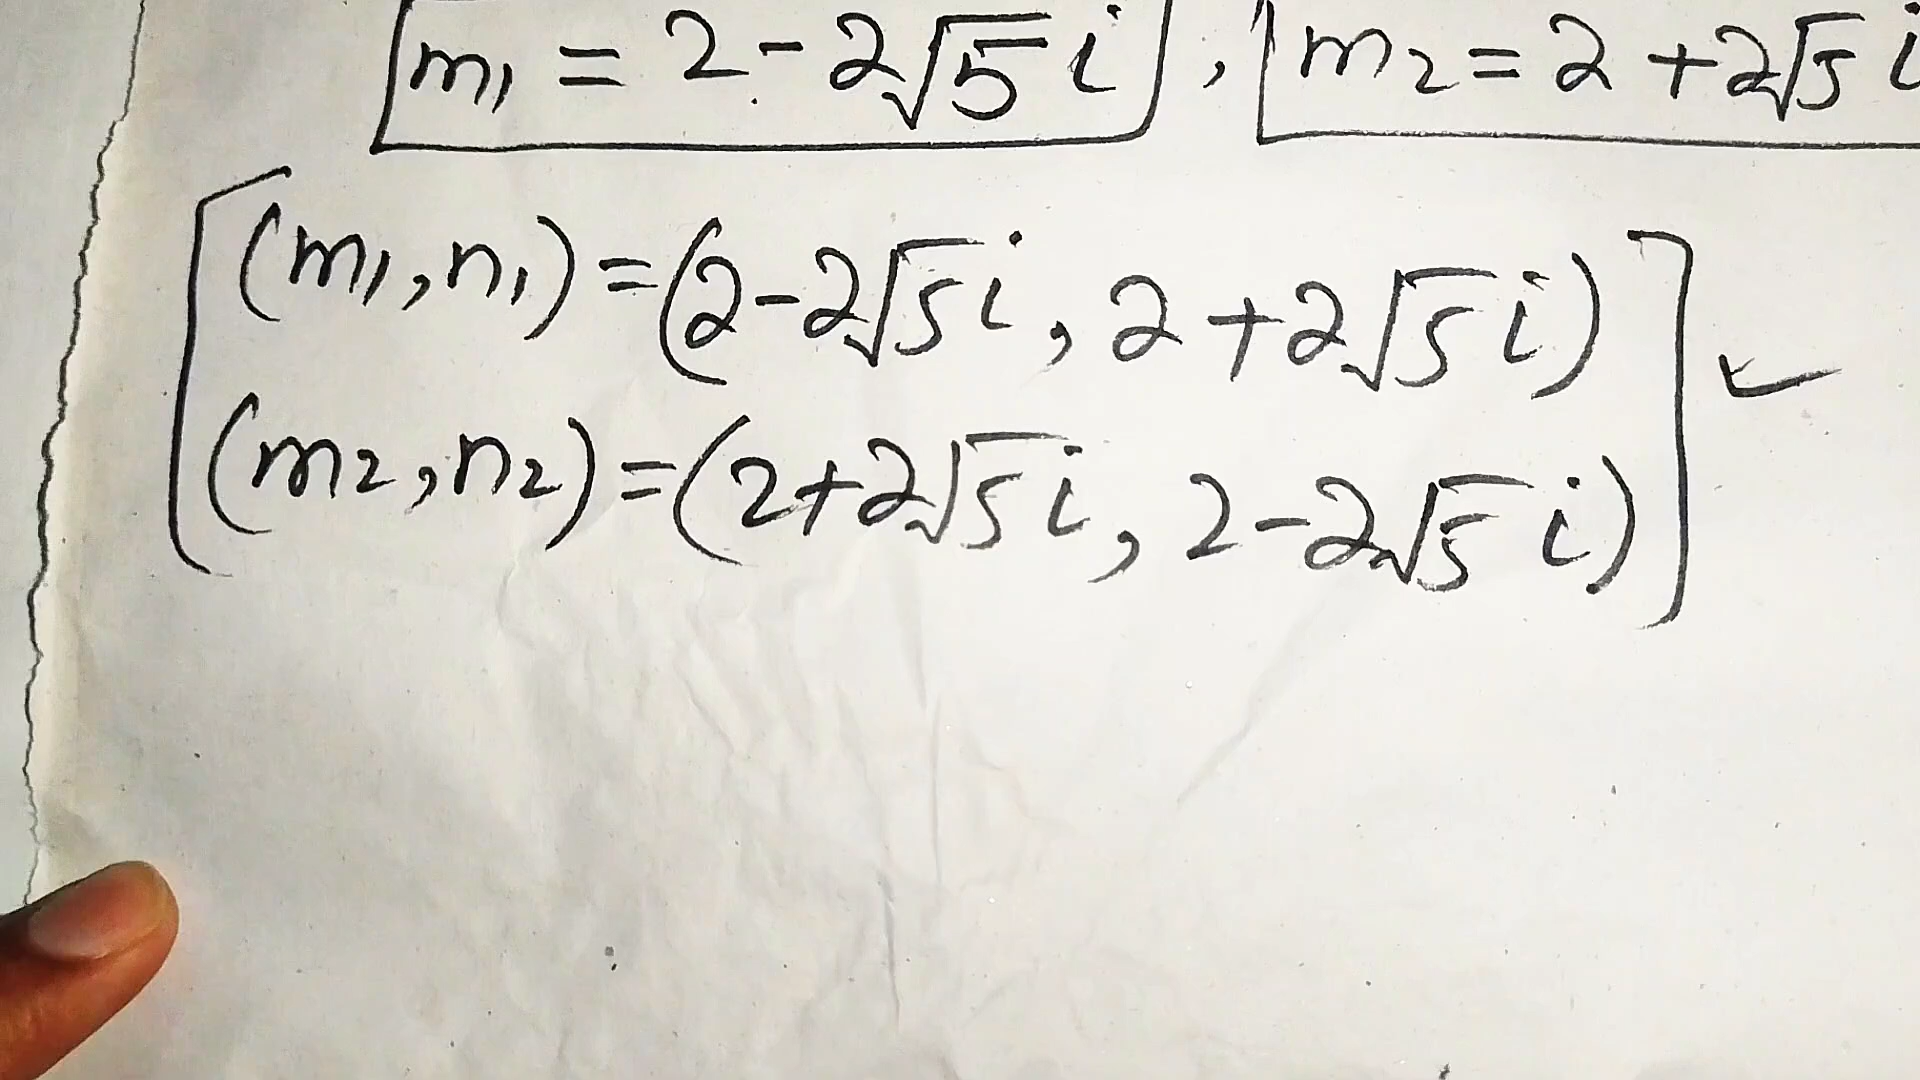 m₁ = 2 - 2√5 i , m₂ = 2 + 2√5 i
(m₁, n₁) = (2 - 2√5 i, 2 + 2√5 i)
(m₂, n₂) = (2 + 2√5 i, 2 - 2√5 i)